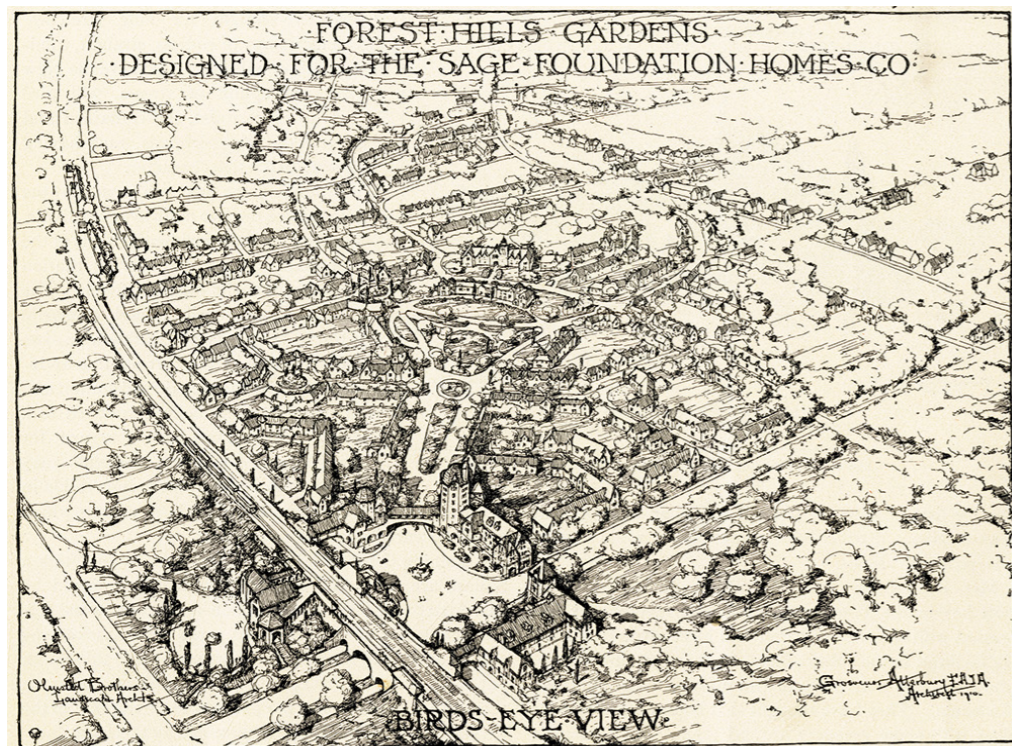 ·FOREST·HILLS·GARDENS·
·DESIGNED·FOR·THE·SAGE·FOUNDATION·HOMES·CO·
Olmsted Brothers
Landscape Archts
Grosvenor Atterbury F.A.I.A.
Architect 1910.
·BIRDS·EYE·VIEW·